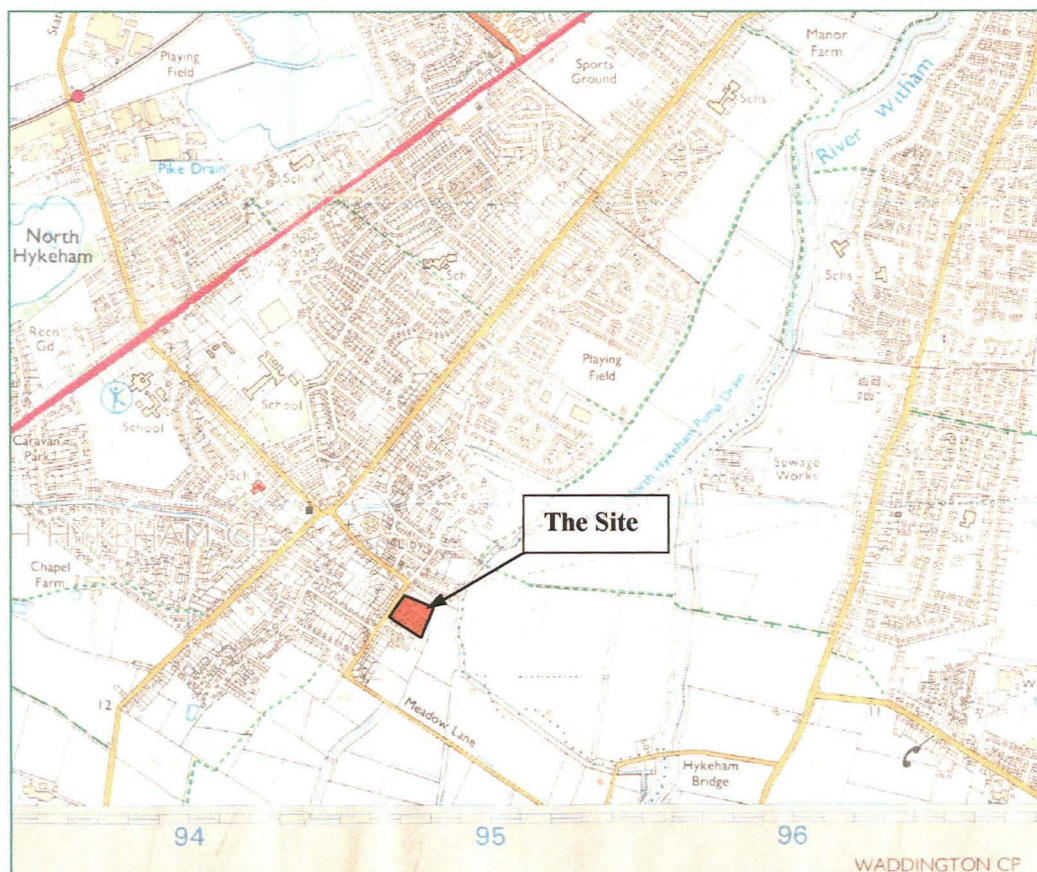 Playing
Field
Manor
Farm
Sports
Ground
Schs
River Witham
Pike Drain
Sch
North
Hykeham
Pol
Sta
Sch
Schs
Recn
Gd
Playing
Field
School
School
North Hykeham Pump Drain
Caravan
Park
Sewage
Works
Sch
The Site
Sch
H HYKEHAM CP
Chapel
Farm
12
Meadow Lane
11
Hykeham
Bridge
94
95
96
WADDINGTON CP